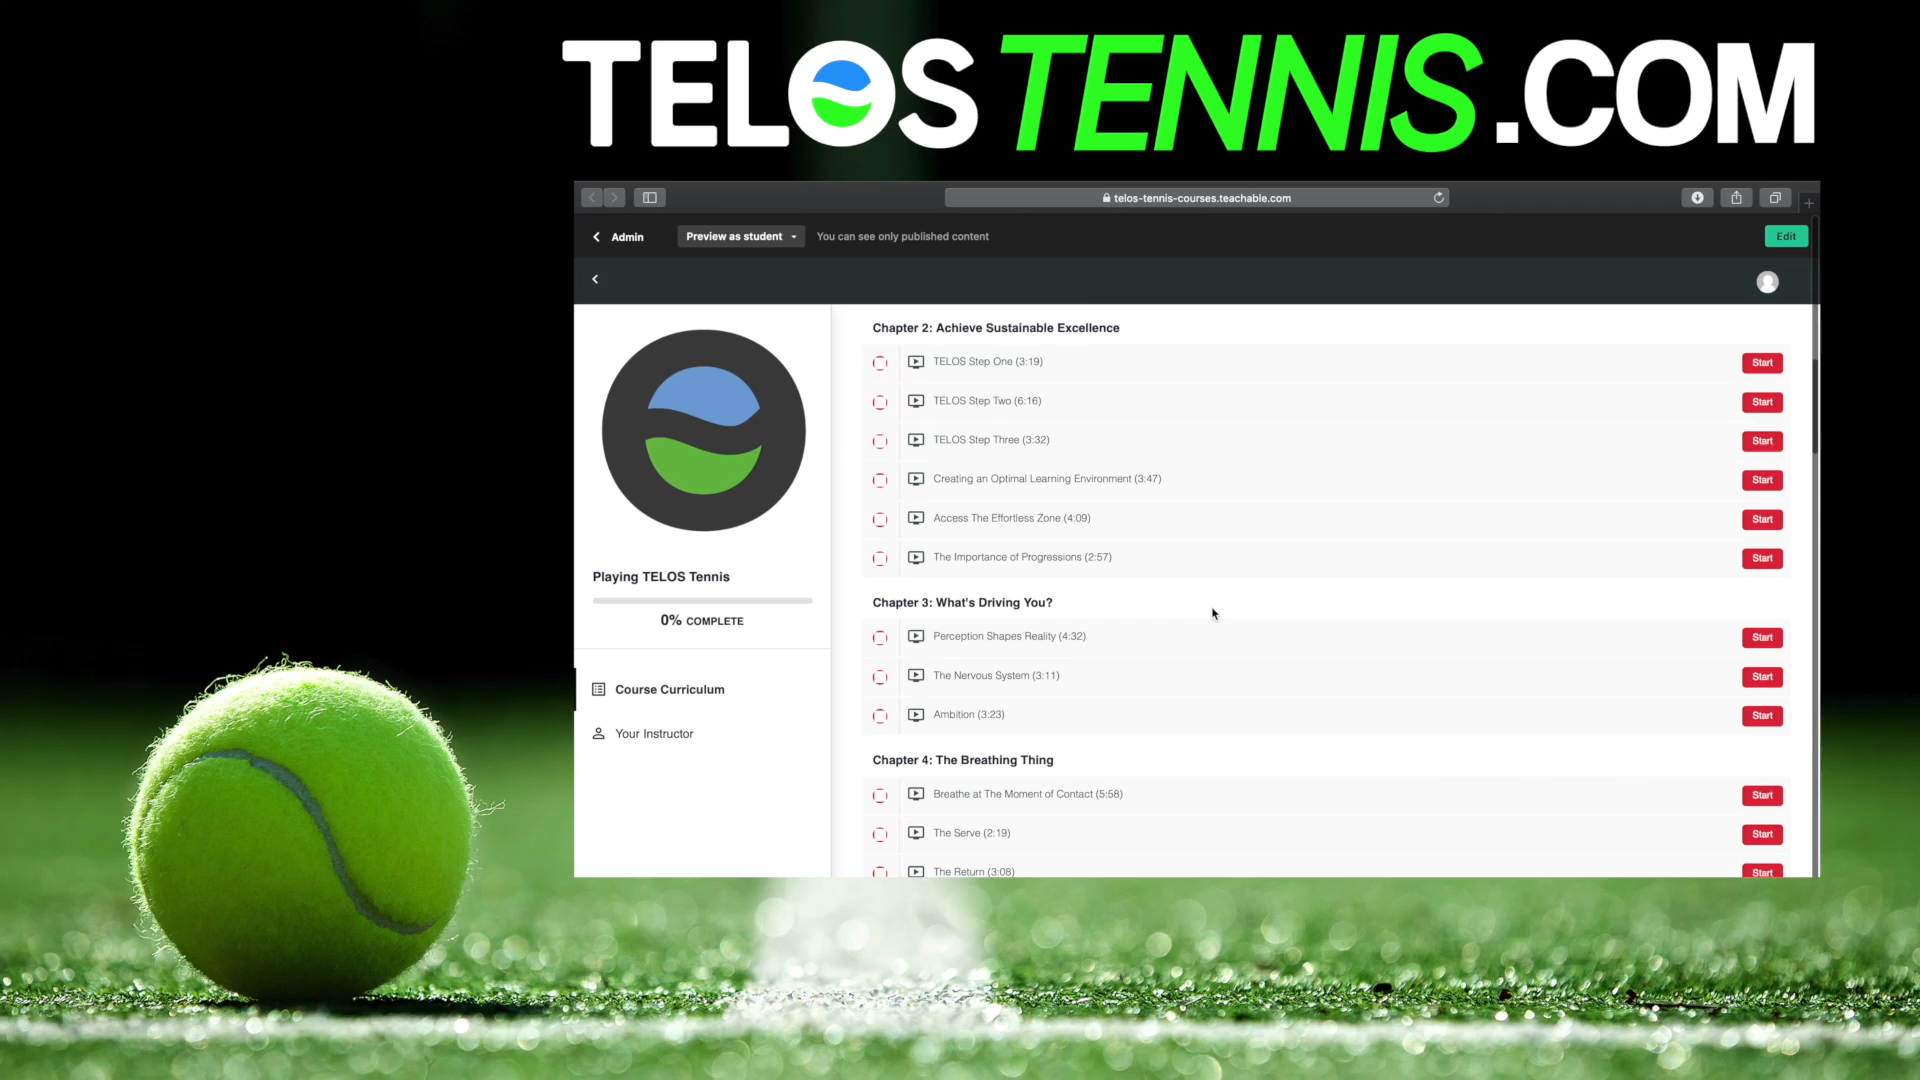 TELOS TENNIS .COM
telos-tennis-courses.teachable.com
Admin
Preview as student
You can see only published content
Edit
Playing TELOS Tennis
0% COMPLETE
Course Curriculum
Your Instructor
Chapter 2: Achieve Sustainable Excellence
TELOS Step One (3:19)
Start
TELOS Step Two (6:16)
Start
TELOS Step Three (3:32)
Start
Creating an Optimal Learning Environment (3:47)
Start
Access The Effortless Zone (4:09)
Start
The Importance of Progressions (2:57)
Start
Chapter 3: What's Driving You?
Perception Shapes Reality (4:32)
Start
The Nervous System (3:11)
Start
Ambition (3:23)
Start
Chapter 4: The Breathing Thing
Breathe at The Moment of Contact (5:58)
Start
The Serve (2:19)
Start
The Return (3:08)
Start